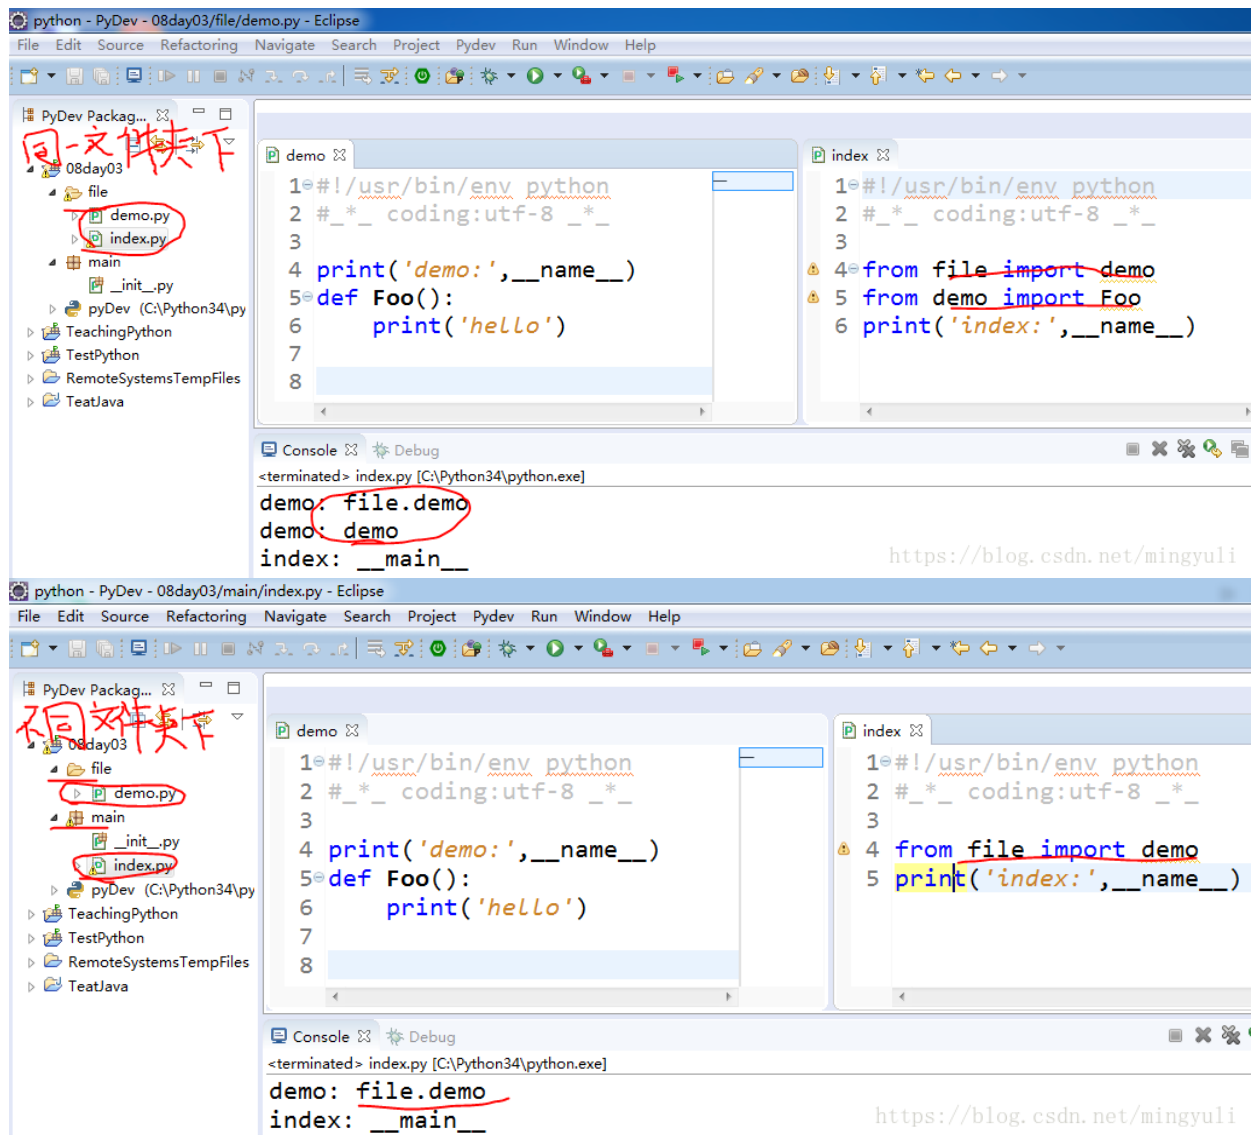 python - PyDev - 08day03/file/demo.py - Eclipse
File Edit Source Refactoring Navigate Search Project Pydev Run Window Help
PyDev Packag...
同一文件夹下
08day03
file
demo.py
index.py
main
__init__.py
pyDev (C:\Python34\py
TeachingPython
TestPython
RemoteSystemsTempFiles
TeatJava
demo
1 #!/usr/bin/env python
2 #_*_ coding:utf-8 _*_
3
4 print('demo:',__name__)
5 def Foo():
6 print('hello')
7
8
index
1 #!/usr/bin/env python
2 #_*_ coding:utf-8 _*_
3
4 from file import demo
5 from demo import Foo
6 print('index:',__name__)
Console Debug
<terminated> index.py [C:\Python34\python.exe]
demo: file.demo
demo: demo
index: __main__
https://blog.csdn.net/mingyuli
python - PyDev - 08day03/main/index.py - Eclipse
File Edit Source Refactoring Navigate Search Project Pydev Run Window Help
PyDev Packag...
不同文件夹下
08day03
file
demo.py
main
__init__.py
index.py
pyDev (C:\Python34\py
TeachingPython
TestPython
RemoteSystemsTempFiles
TeatJava
demo
1 #!/usr/bin/env python
2 #_*_ coding:utf-8 _*_
3
4 print('demo:',__name__)
5 def Foo():
6 print('hello')
7
8
index
1 #!/usr/bin/env python
2 #_*_ coding:utf-8 _*_
3
4 from file import demo
5 print('index:',__name__)
Console Debug
<terminated> index.py [C:\Python34\python.exe]
demo: file.demo
index: __main__
https://blog.csdn.net/mingyuli